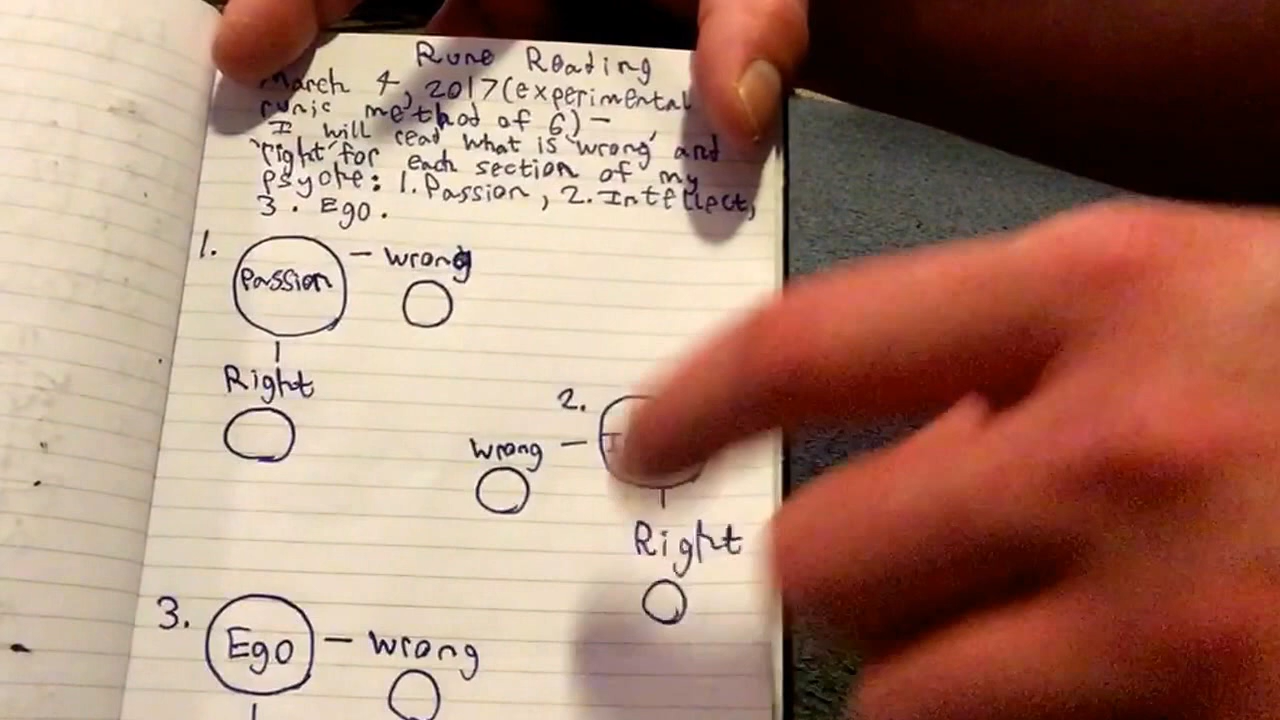 Rune Reading
March 4, 2017 (experimental
runic method of 6) -
I will read what is 'wrong' and
'right' for each section of my
psyche: 1. Passion, 2. Intellect,
3. Ego.
1.
Passion - wrong
Right
2.
wrong -
Right
3.
Ego - wrong